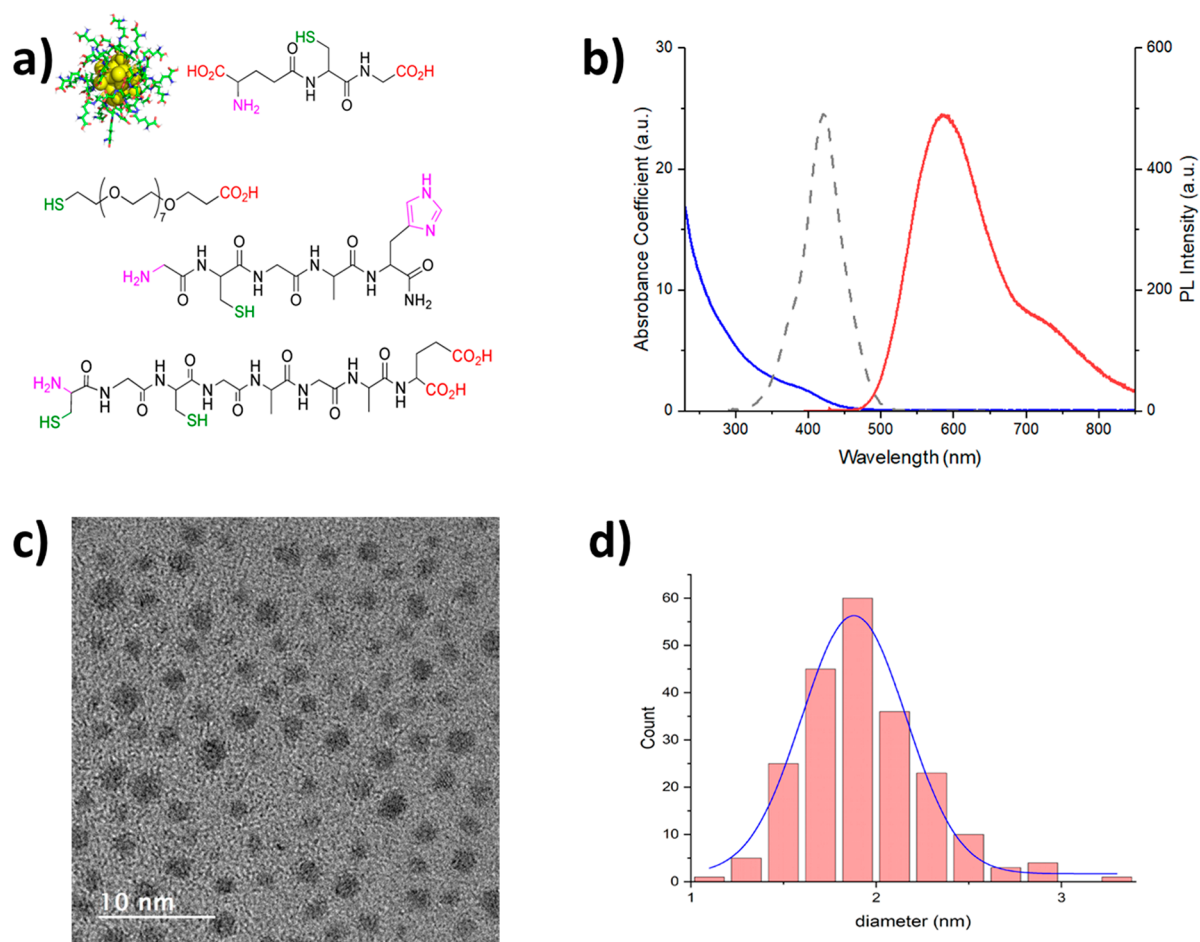 a)
HO₂C
NH₂
O
N
H
HS
O
H
N
CO₂H
O
HS
O
O
7
CO₂H
H₂N
O
H
N
O
SH
N
H
O
H
N
O
N
H
O
NH₂
H
N
N
H₂N
HS
O
N
H
O
H
N
SH
O
N
H
O
H
N
O
N
H
O
H
N
O
N
H
CO₂H
CO₂H
b)
Absrobance Coefficient (a.u.)
30
20
10
0
300 400 500 600 700 800
Wavelength (nm)
600
400
200
0
PL Intensity (a.u.)
c)
10 nm
d)
Count
60
50
40
30
20
10
0
1 2 3
diameter (nm)